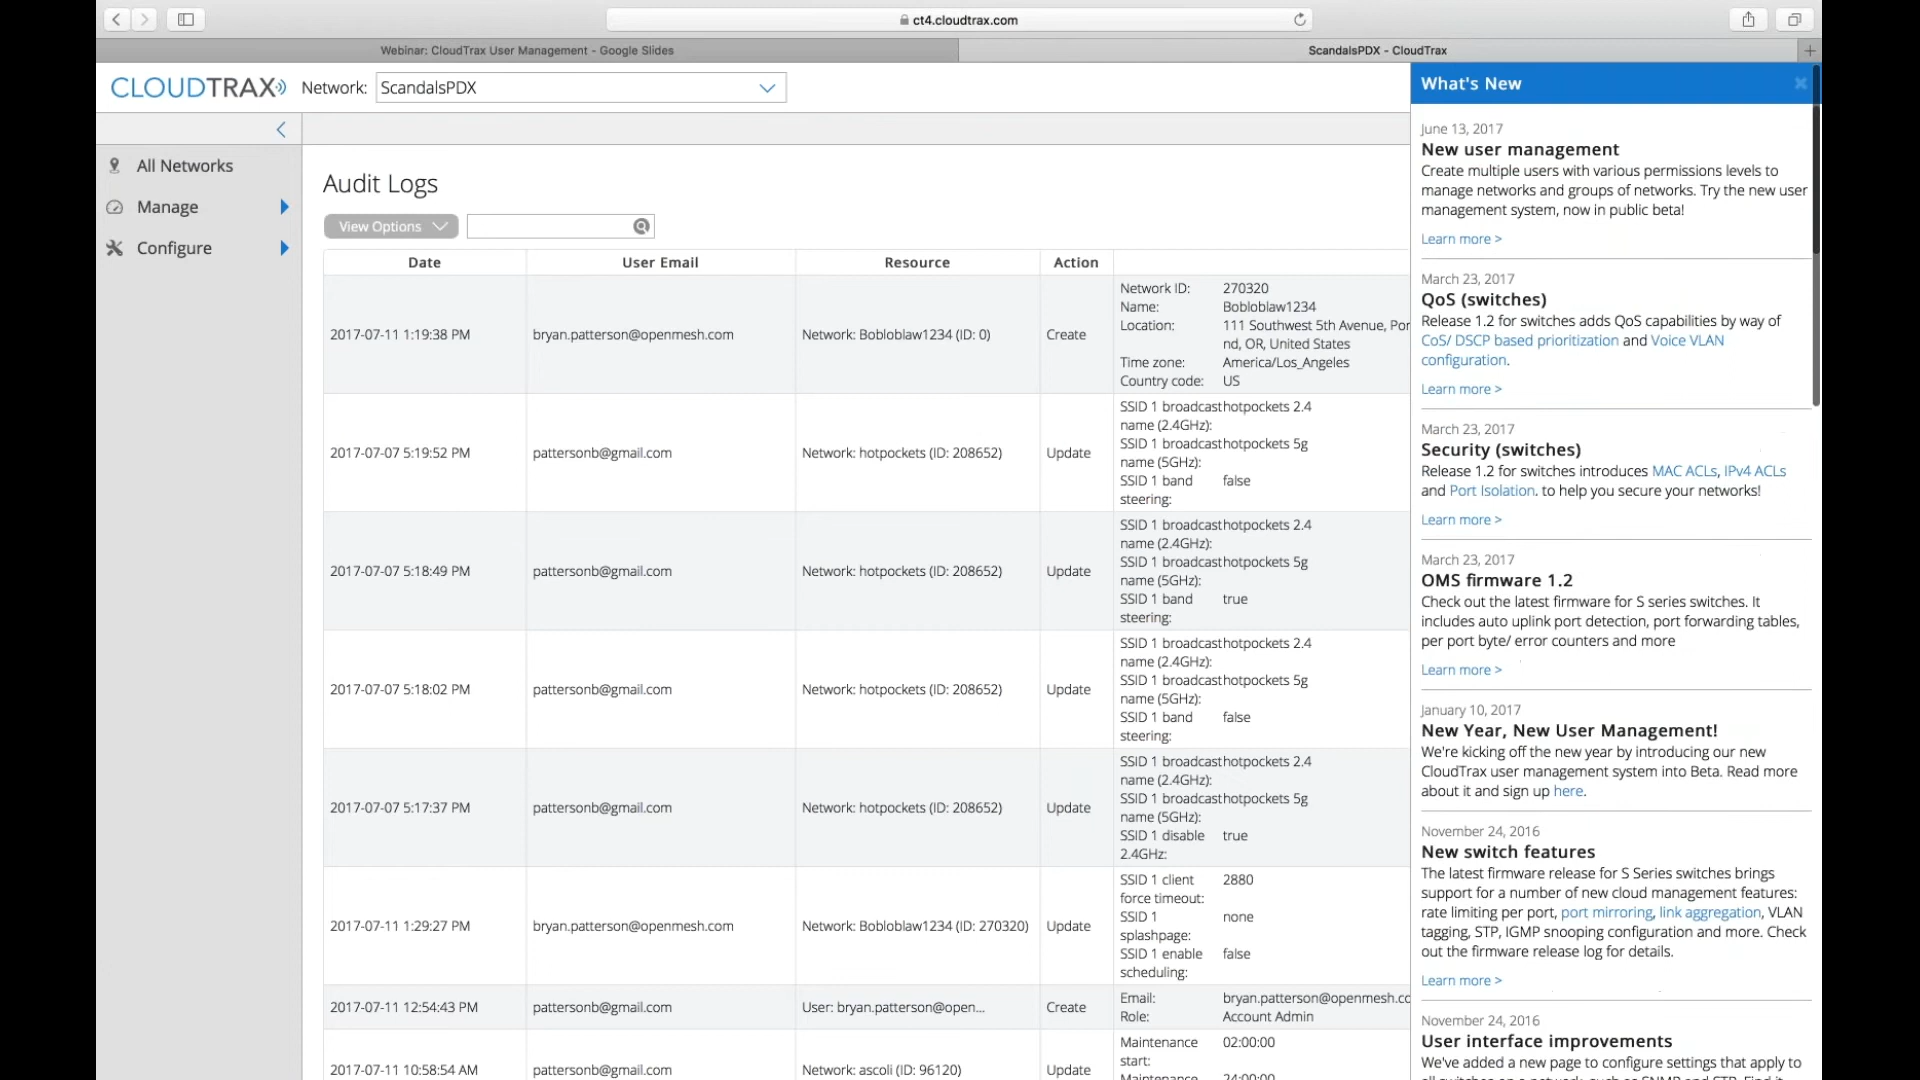 ct4.cloudtrax.com
Webinar: CloudTrax User Management - Google Slides
ScandalsPDX - CloudTrax
CLOUDTRAX Network: ScandalsPDX
What's New
All Networks
Manage
Configure
Audit Logs
View Options
Date User Email Resource Action
2017-07-11 1:19:38 PM bryan.patterson@openmesh.com Network: Bobloblaw1234 (ID: 0) Create
Network ID: 270320
Name: Bobloblaw1234
Location: 111 Southwest 5th Avenue, Por
nd, OR, United States
Time zone: America/Los_Angeles
Country code: US
2017-07-07 5:19:52 PM pattersonb@gmail.com Network: hotpockets (ID: 208652) Update
SSID 1 broadcast hotpockets 2.4
name (2.4GHz):
SSID 1 broadcast hotpockets 5g
name (5GHz):
SSID 1 band false
steering:
2017-07-07 5:18:49 PM pattersonb@gmail.com Network: hotpockets (ID: 208652) Update
SSID 1 broadcast hotpockets 2.4
name (2.4GHz):
SSID 1 broadcast hotpockets 5g
name (5GHz):
SSID 1 band true
steering:
2017-07-07 5:18:02 PM pattersonb@gmail.com Network: hotpockets (ID: 208652) Update
SSID 1 broadcast hotpockets 2.4
name (2.4GHz):
SSID 1 broadcast hotpockets 5g
name (5GHz):
SSID 1 band false
steering:
2017-07-07 5:17:37 PM pattersonb@gmail.com Network: hotpockets (ID: 208652) Update
SSID 1 broadcast hotpockets 2.4
name (2.4GHz):
SSID 1 broadcast hotpockets 5g
name (5GHz):
SSID 1 disable true
2.4GHz:
2017-07-11 1:29:27 PM bryan.patterson@openmesh.com Network: Bobloblaw1234 (ID: 270320) Update
SSID 1 client 2880
force timeout:
SSID 1 none
splashpage:
SSID 1 enable false
scheduling:
2017-07-11 12:54:43 PM pattersonb@gmail.com User: bryan.patterson@open... Create
Email: bryan.patterson@openmesh.co
Role: Account Admin
2017-07-11 10:58:54 AM pattersonb@gmail.com Network: ascoli (ID: 96120) Update
Maintenance 02:00:00
start:
Maintenance 24:00:00
June 13, 2017
New user management
Create multiple users with various permissions levels to
manage networks and groups of networks. Try the new user
management system, now in public beta!
Learn more >
March 23, 2017
QoS (switches)
Release 1.2 for switches adds QoS capabilities by way of
CoS/ DSCP based prioritization and Voice VLAN
configuration.
Learn more >
March 23, 2017
Security (switches)
Release 1.2 for switches introduces MAC ACLs, IPv4 ACLs
and Port Isolation. to help you secure your networks!
Learn more >
March 23, 2017
OMS firmware 1.2
Check out the latest firmware for S series switches. It
includes auto uplink port detection, port forwarding tables,
per port byte/ error counters and more
Learn more >
January 10, 2017
New Year, New User Management!
We're kicking off the new year by introducing our new
CloudTrax user management system into Beta. Read more
about it and sign up here.
November 24, 2016
New switch features
The latest firmware release for S Series switches brings
support for a number of new cloud management features:
rate limiting per port, port mirroring, link aggregation, VLAN
tagging, STP, IGMP snooping configuration and more. Check
out the firmware release log for details.
Learn more >
November 24, 2016
User interface improvements
We've added a new page to configure settings that apply to